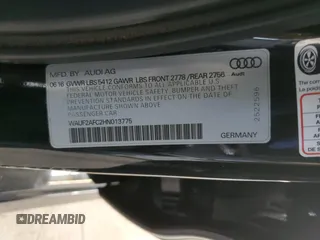 MFD BY: AUDI AG
06.16 GVWR LBS 5412 GAWR LBS FRONT 2778 /REAR 2756
THIS VEHICLE CONFORMS TO ALL APPLICABLE
FEDERAL MOTOR VEHICLE SAFETY, BUMPER AND THEFT
PREVENTION STANDARDS IN EFFECT ON THE DATE OF
MANUFACTURE SHOWN ABOVE.
PASSENGER CAR
WAUF2AFC2HN013775
Audi
GERMANY
DREAMBID